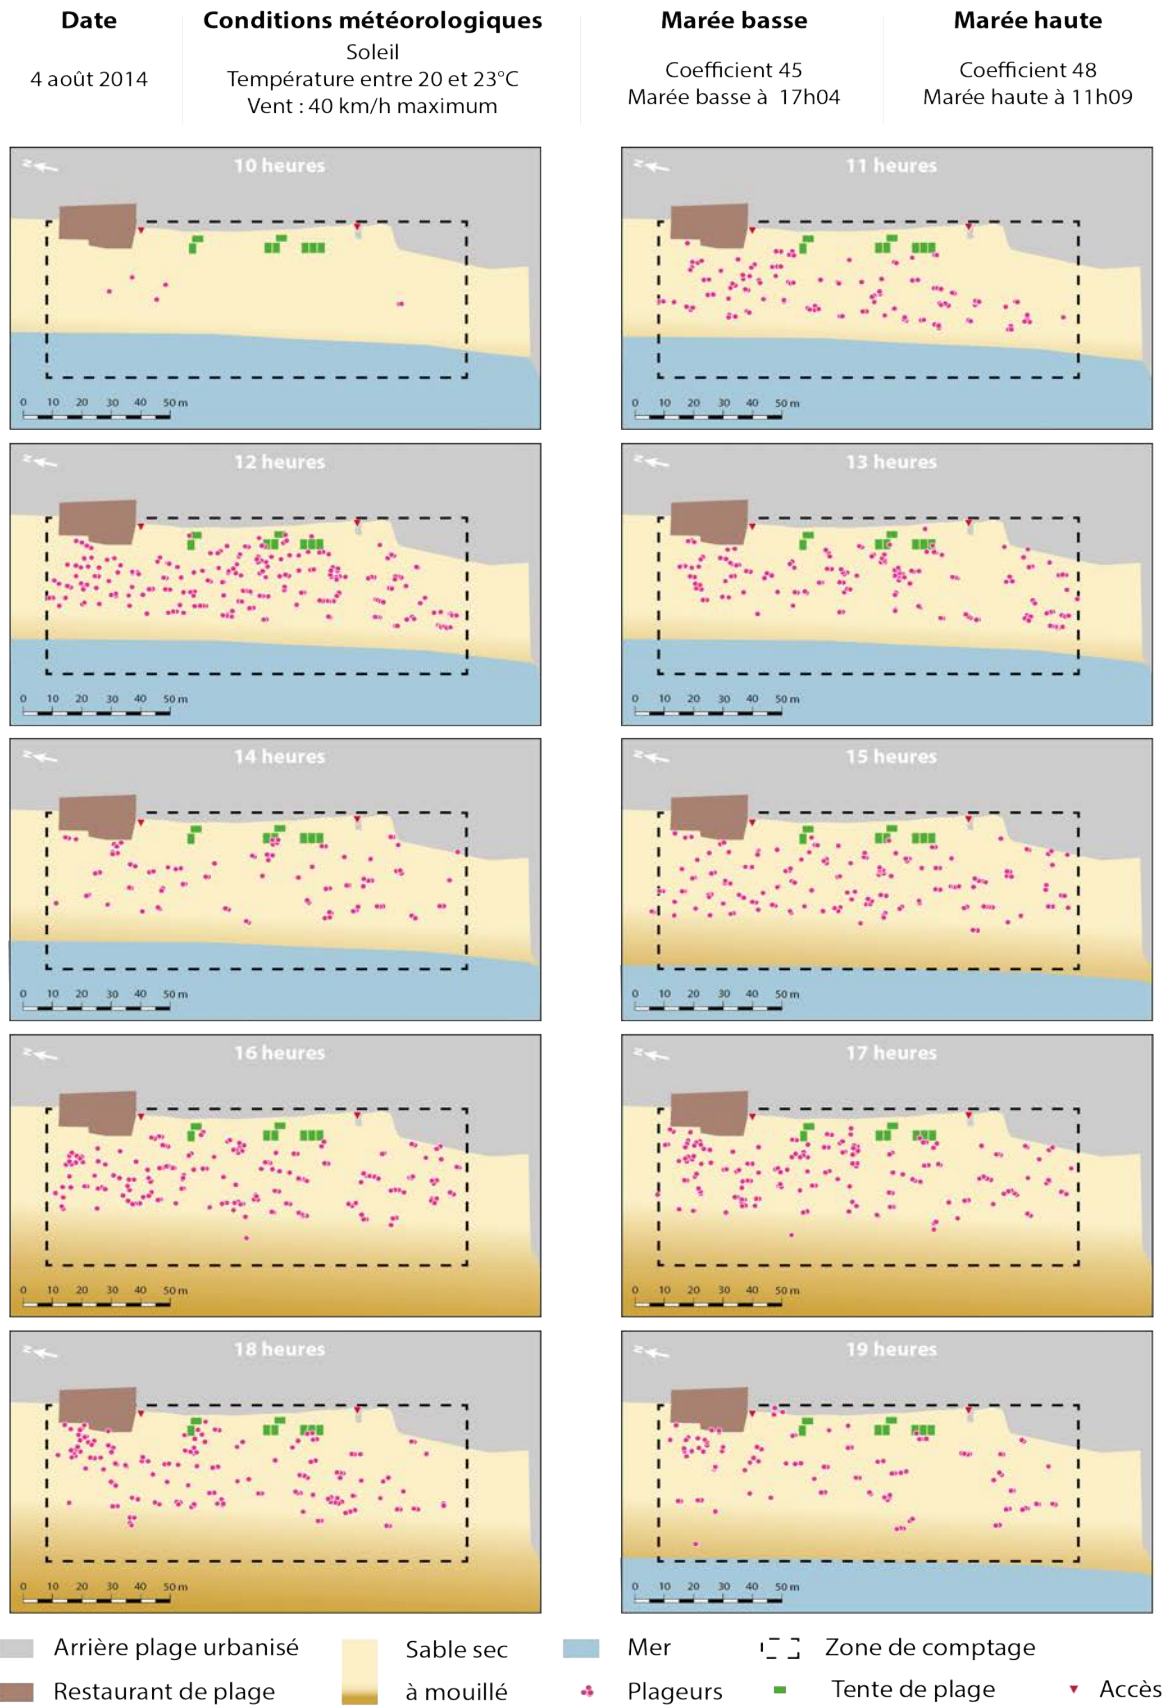 Date
4 août 2014
Conditions météorologiques
Soleil
Température entre 20 et 23°C
Vent : 40 km/h maximum
Marée basse
Coefficient 45
Marée basse à 17h04
Marée haute
Coefficient 48
Marée haute à 11h09
N
10 heures
0 10 20 30 40 50 m
N
11 heures
0 10 20 30 40 50 m
N
12 heures
0 10 20 30 40 50 m
N
13 heures
0 10 20 30 40 50 m
N
14 heures
0 10 20 30 40 50 m
N
15 heures
0 10 20 30 40 50 m
N
16 heures
0 10 20 30 40 50 m
N
17 heures
0 10 20 30 40 50 m
N
18 heures
0 10 20 30 40 50 m
N
19 heures
0 10 20 30 40 50 m
Arrière plage urbanisé
Restaurant de plage
Sable sec
à mouillé
Mer
Plageurs
Zone de comptage
Tente de plage
Accès